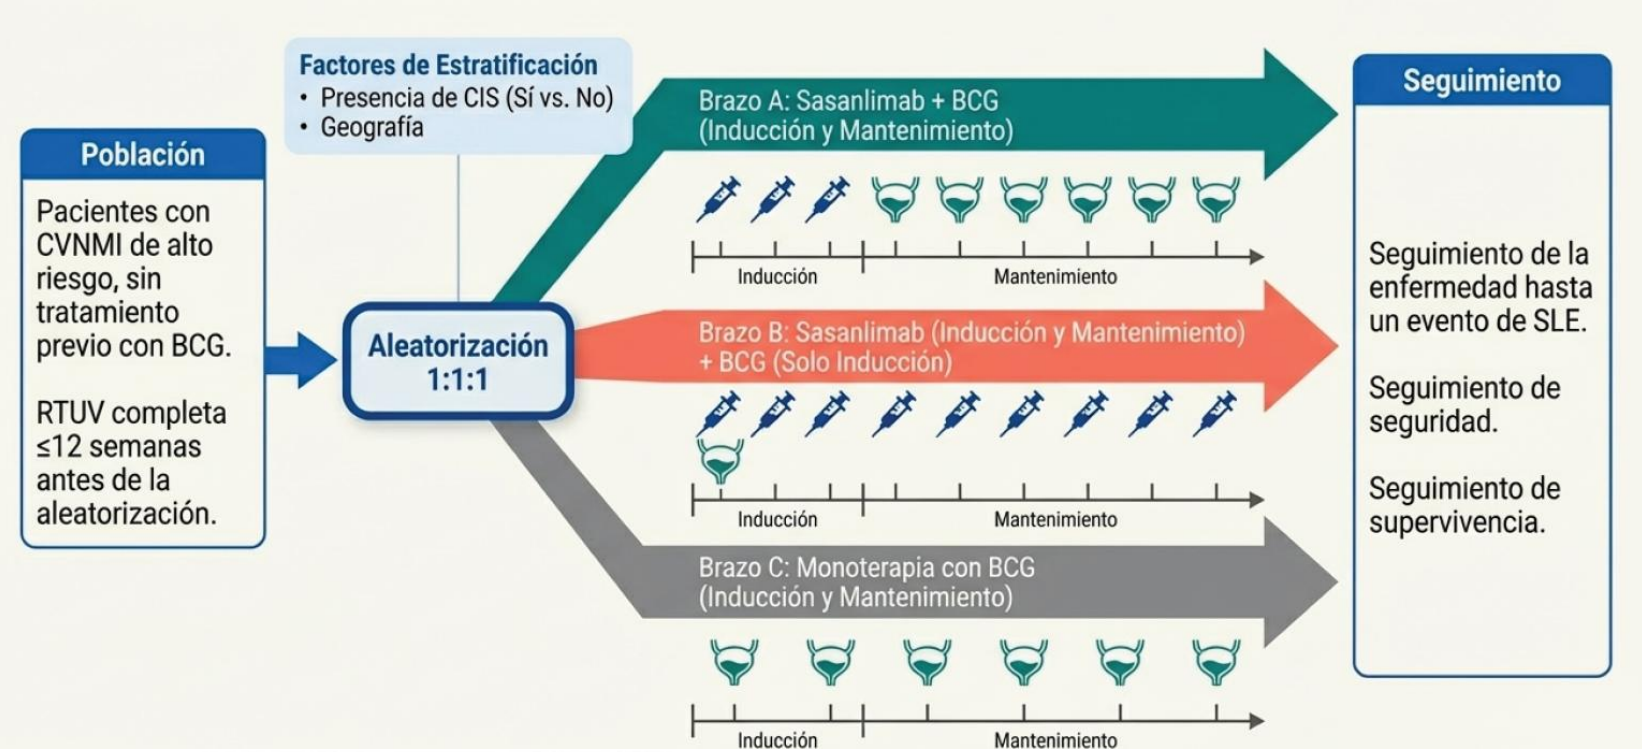 Factores de Estratificación
• Presencia de CIS (Sí vs. No)
• Geografía
Población
Pacientes con
CVNMI de alto
riesgo, sin
tratamiento
previo con BCG.
RTUV completa
≤12 semanas
antes de la
aleatorización.
Aleatorización
1:1:1
Brazo A: Sasanlimab + BCG
(Inducción y Mantenimiento)
Inducción
Mantenimiento
Brazo B: Sasanlimab (Inducción y Mantenimiento)
+ BCG (Solo Inducción)
Inducción
Mantenimiento
Brazo C: Monoterapia con BCG
(Inducción y Mantenimiento)
Inducción
Mantenimiento
Seguimiento
Seguimiento de la
enfermedad hasta
un evento de SLE.
Seguimiento de
seguridad.
Seguimiento de
supervivencia.